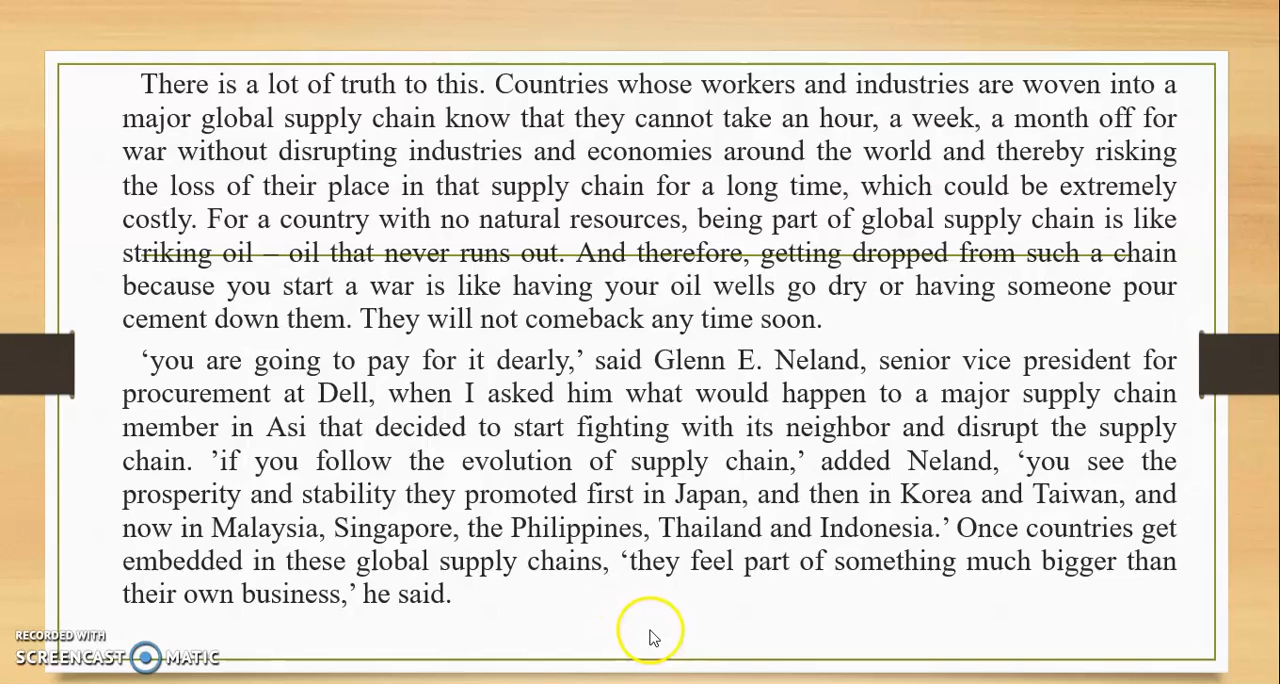 There is a lot of truth to this. Countries whose workers and industries are woven into a
major global supply chain know that they cannot take an hour, a week, a month off for
war without disrupting industries and economies around the world and thereby risking
the loss of their place in that supply chain for a long time, which could be extremely
costly. For a country with no natural resources, being part of global supply chain is like
striking oil – oil that never runs out. And therefore, getting dropped from such a chain
because you start a war is like having your oil wells go dry or having someone pour
cement down them. They will not comeback any time soon.
‘you are going to pay for it dearly,’ said Glenn E. Neland, senior vice president for
procurement at Dell, when I asked him what would happen to a major supply chain
member in Asi that decided to start fighting with its neighbor and disrupt the supply
chain. ’if you follow the evolution of supply chain,’ added Neland, ‘you see the
prosperity and stability they promoted first in Japan, and then in Korea and Taiwan, and
now in Malaysia, Singapore, the Philippines, Thailand and Indonesia.’ Once countries get
embedded in these global supply chains, ‘they feel part of something much bigger than
their own business,’ he said.
RECORDED WITH
SCREENCAST MATIC